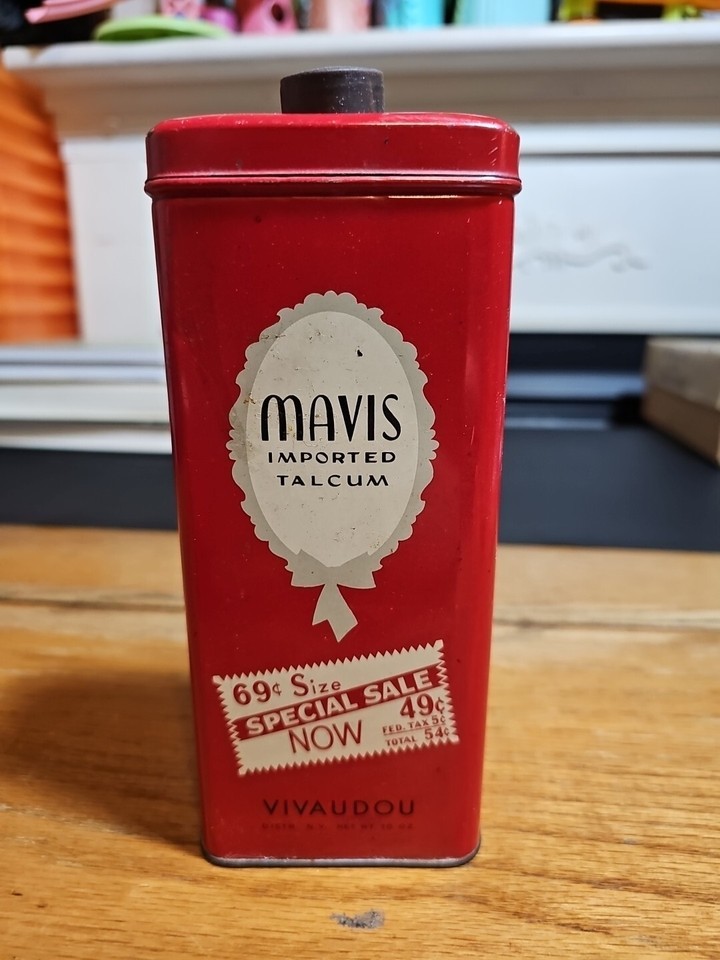 MAVIS
IMPORTED
TALCUM
69¢ Size
SPECIAL SALE
NOW 49¢
FED. TAX 5¢
TOTAL 54¢
VIVAUDOU